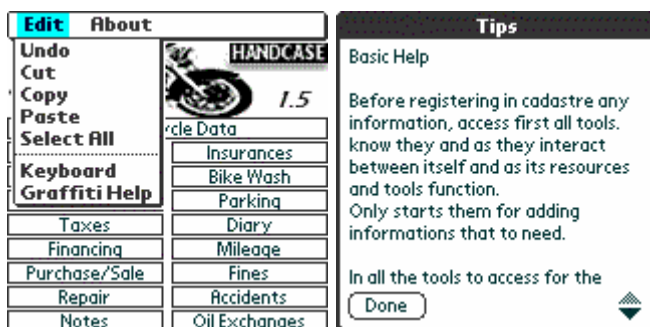 Edit About
Undo
Cut
Copy
Paste
Select All
Keyboard
Graffiti Help
HANDCASE
1.5
cle Data
Insurances
Bike Wash
Parking
Taxes Diary
Financing Mileage
Purchase/Sale Fines
Repair Accidents
Notes Oil Exchanges
Tips
Basic Help
Before registering in cadastre any
information, access first all tools.
know they and as they interact
between itself and as its resources
and tools function.
Only starts them for adding
informations that to need.
In all the tools to access for the
Done